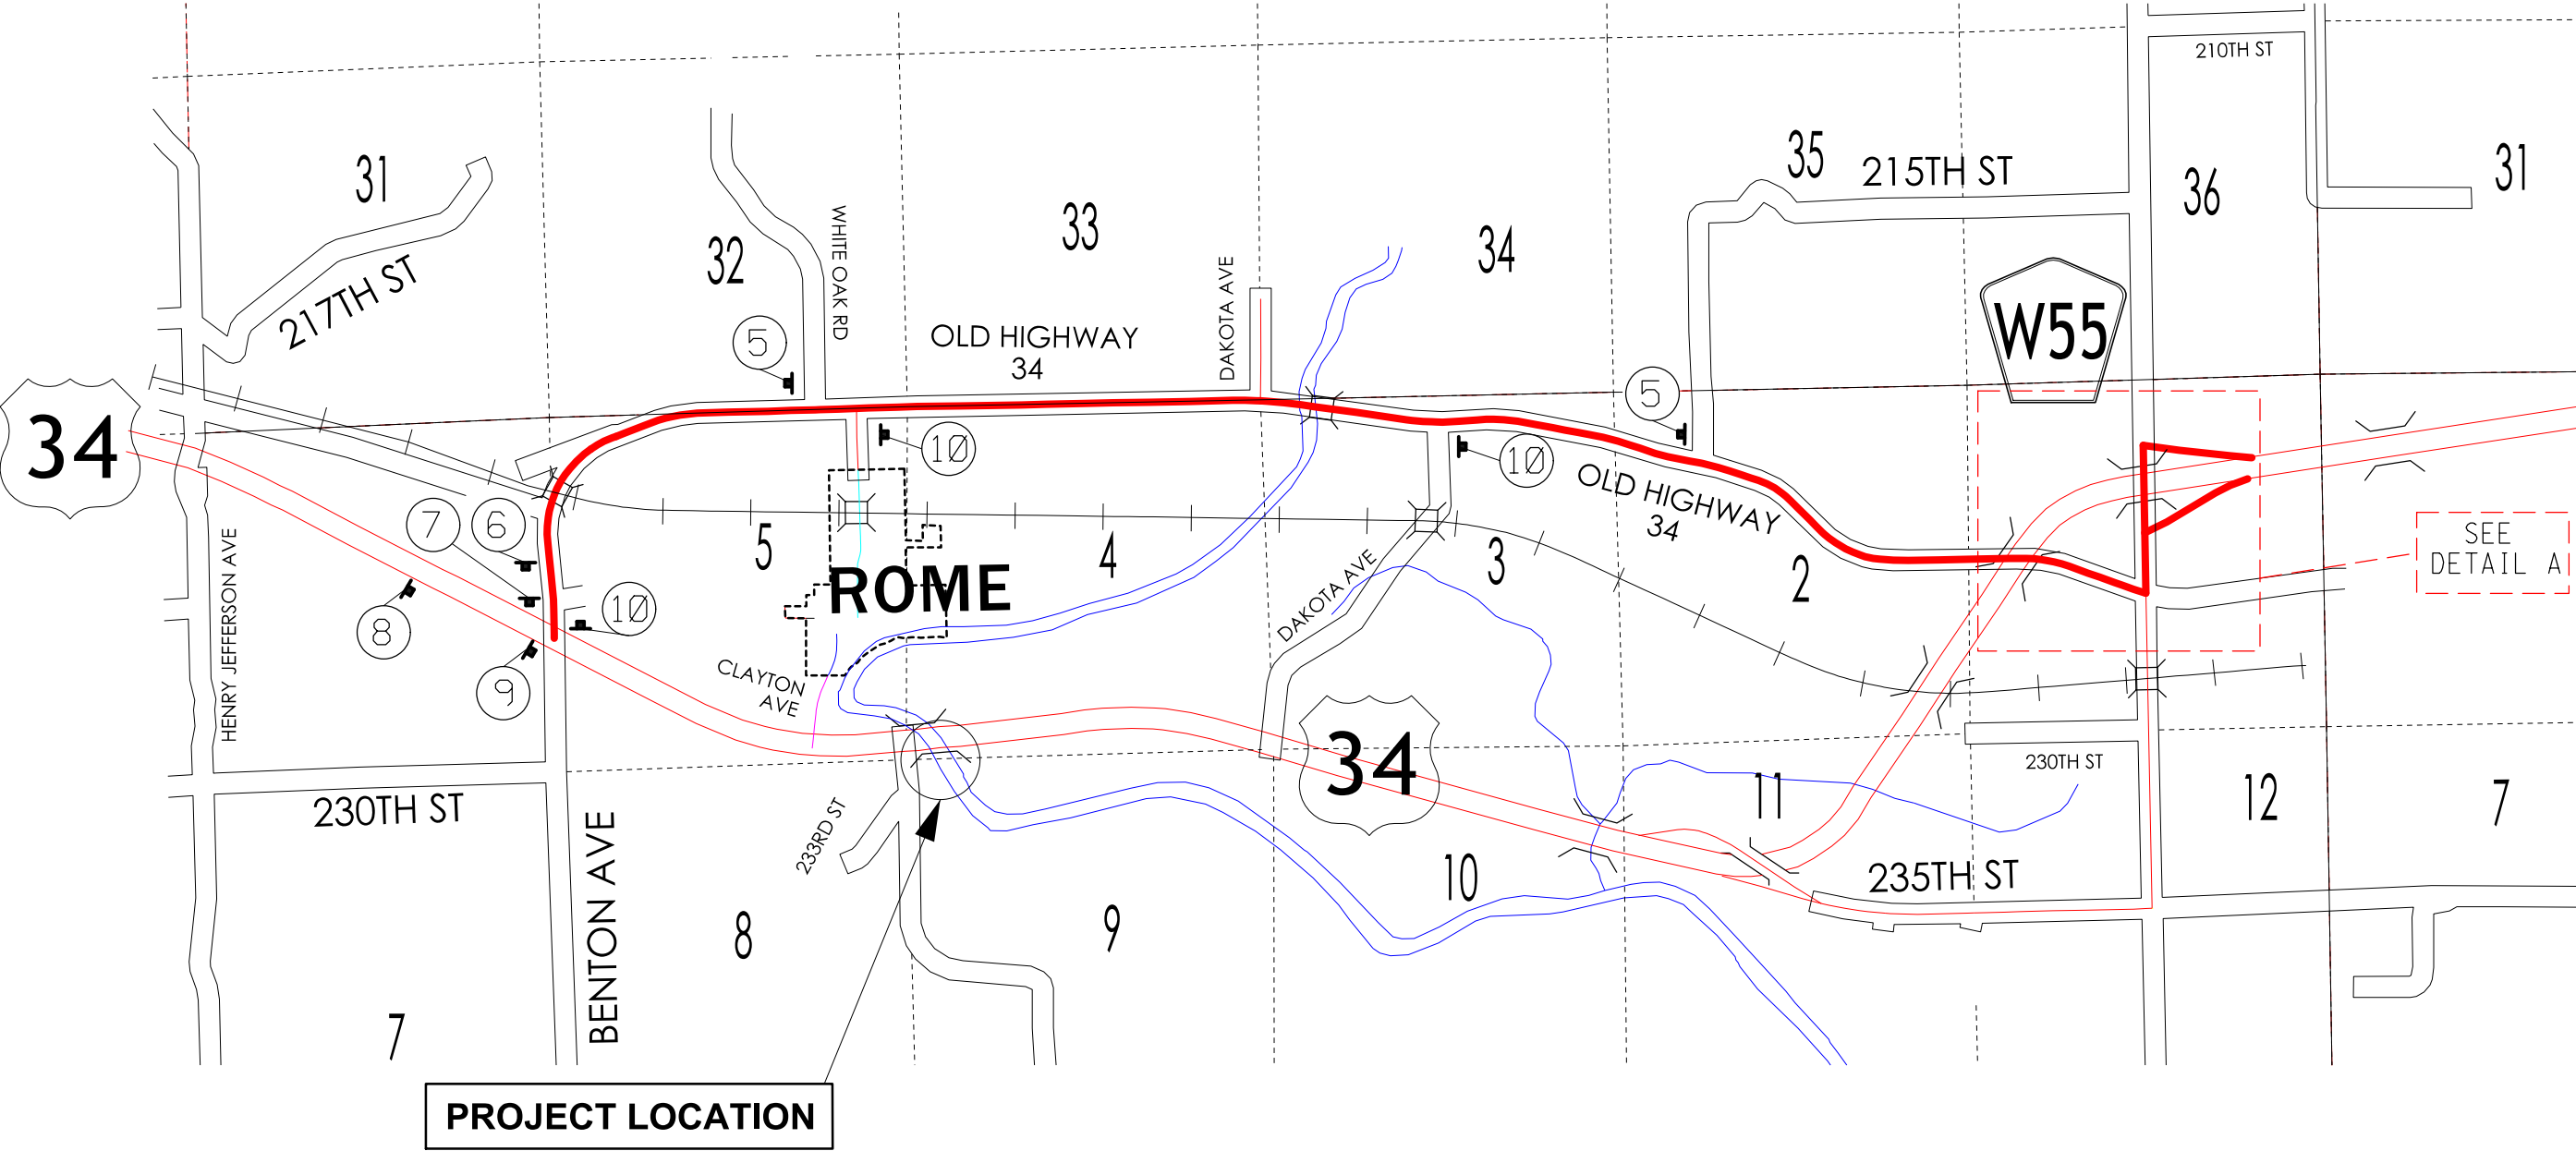 210TH ST
31
35
215TH ST
36
31
217TH ST
32
WHITE OAK RD
33
34
DAKOTA AVE
5
OLD HIGHWAY
34
W55
34
5
10
10
OLD HIGHWAY
34
7
6
5
4
3
2
SEE
DETAIL A
ROME
10
8
9
HENRY JEFFERSON AVE
DAKOTA AVE
CLAYTON
AVE
34
230TH ST
230TH ST
11
12
7
233RD ST
BENTON AVE
10
235TH ST
8
9
7
PROJECT LOCATION